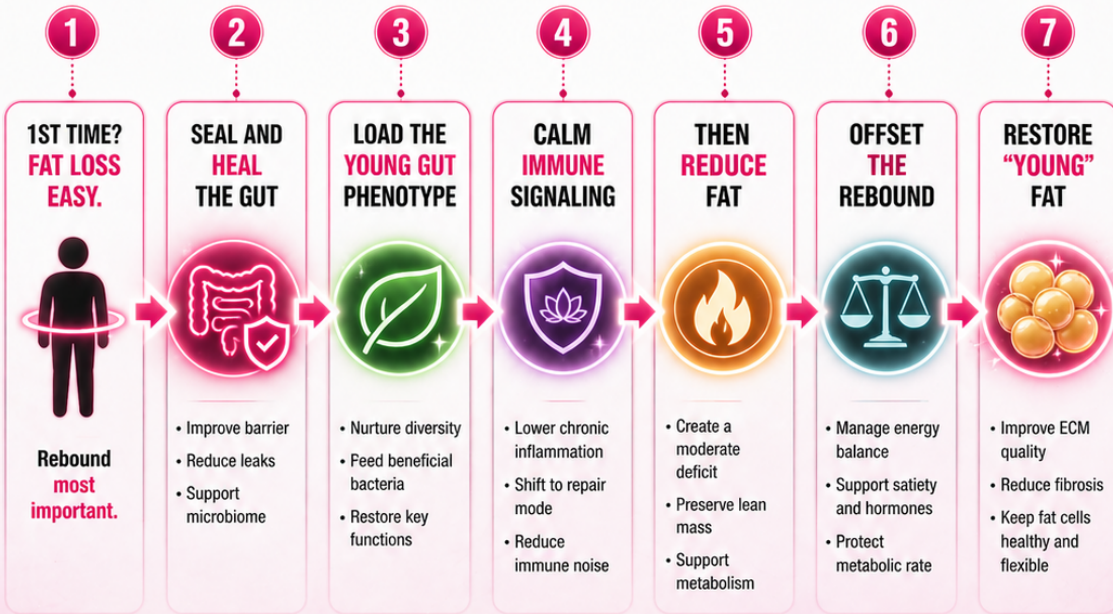 1
2
3
4
5
6
7
1ST TIME?
FAT LOSS
EASY.
Rebound
most
important.
SEAL AND
HEAL
THE GUT
• Improve barrier
• Reduce leaks
• Support
microbiome
LOAD THE
YOUNG GUT
PHENOTYPE
• Nurture diversity
• Feed beneficial
bacteria
• Restore key
functions
CALM
IMMUNE
SIGNALING
• Lower chronic
inflammation
• Shift to repair
mode
• Reduce
immune noise
THEN
REDUCE
FAT
• Create a
moderate
deficit
• Preserve lean
mass
• Support
metabolism
OFFSET
THE
REBOUND
• Manage energy
balance
• Support satiety
and hormones
• Protect
metabolic rate
RESTORE
“YOUNG”
FAT
• Improve ECM
quality
• Reduce fibrosis
• Keep fat cells
healthy and
flexible